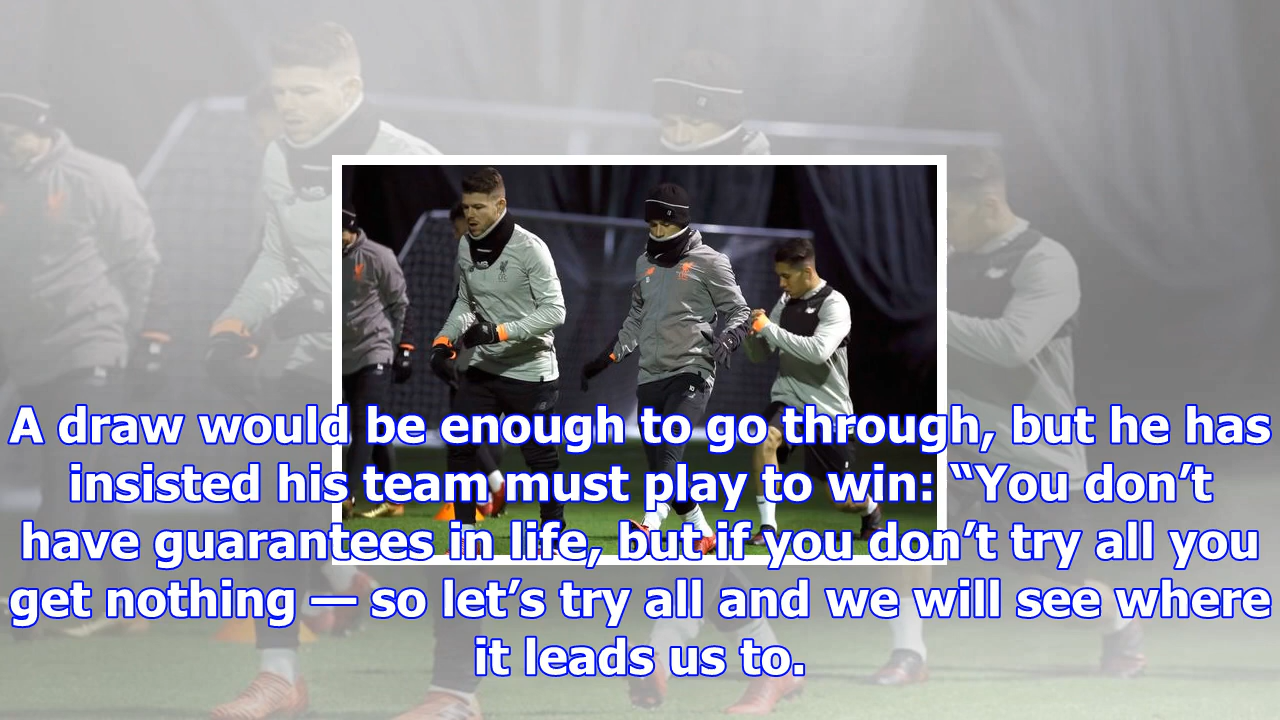 A draw would be enough to go through, but he has
insisted his team must play to win: “You don’t
have guarantees in life, but if you don’t try all you
get nothing — so let’s try all and we will see where
it leads us to.